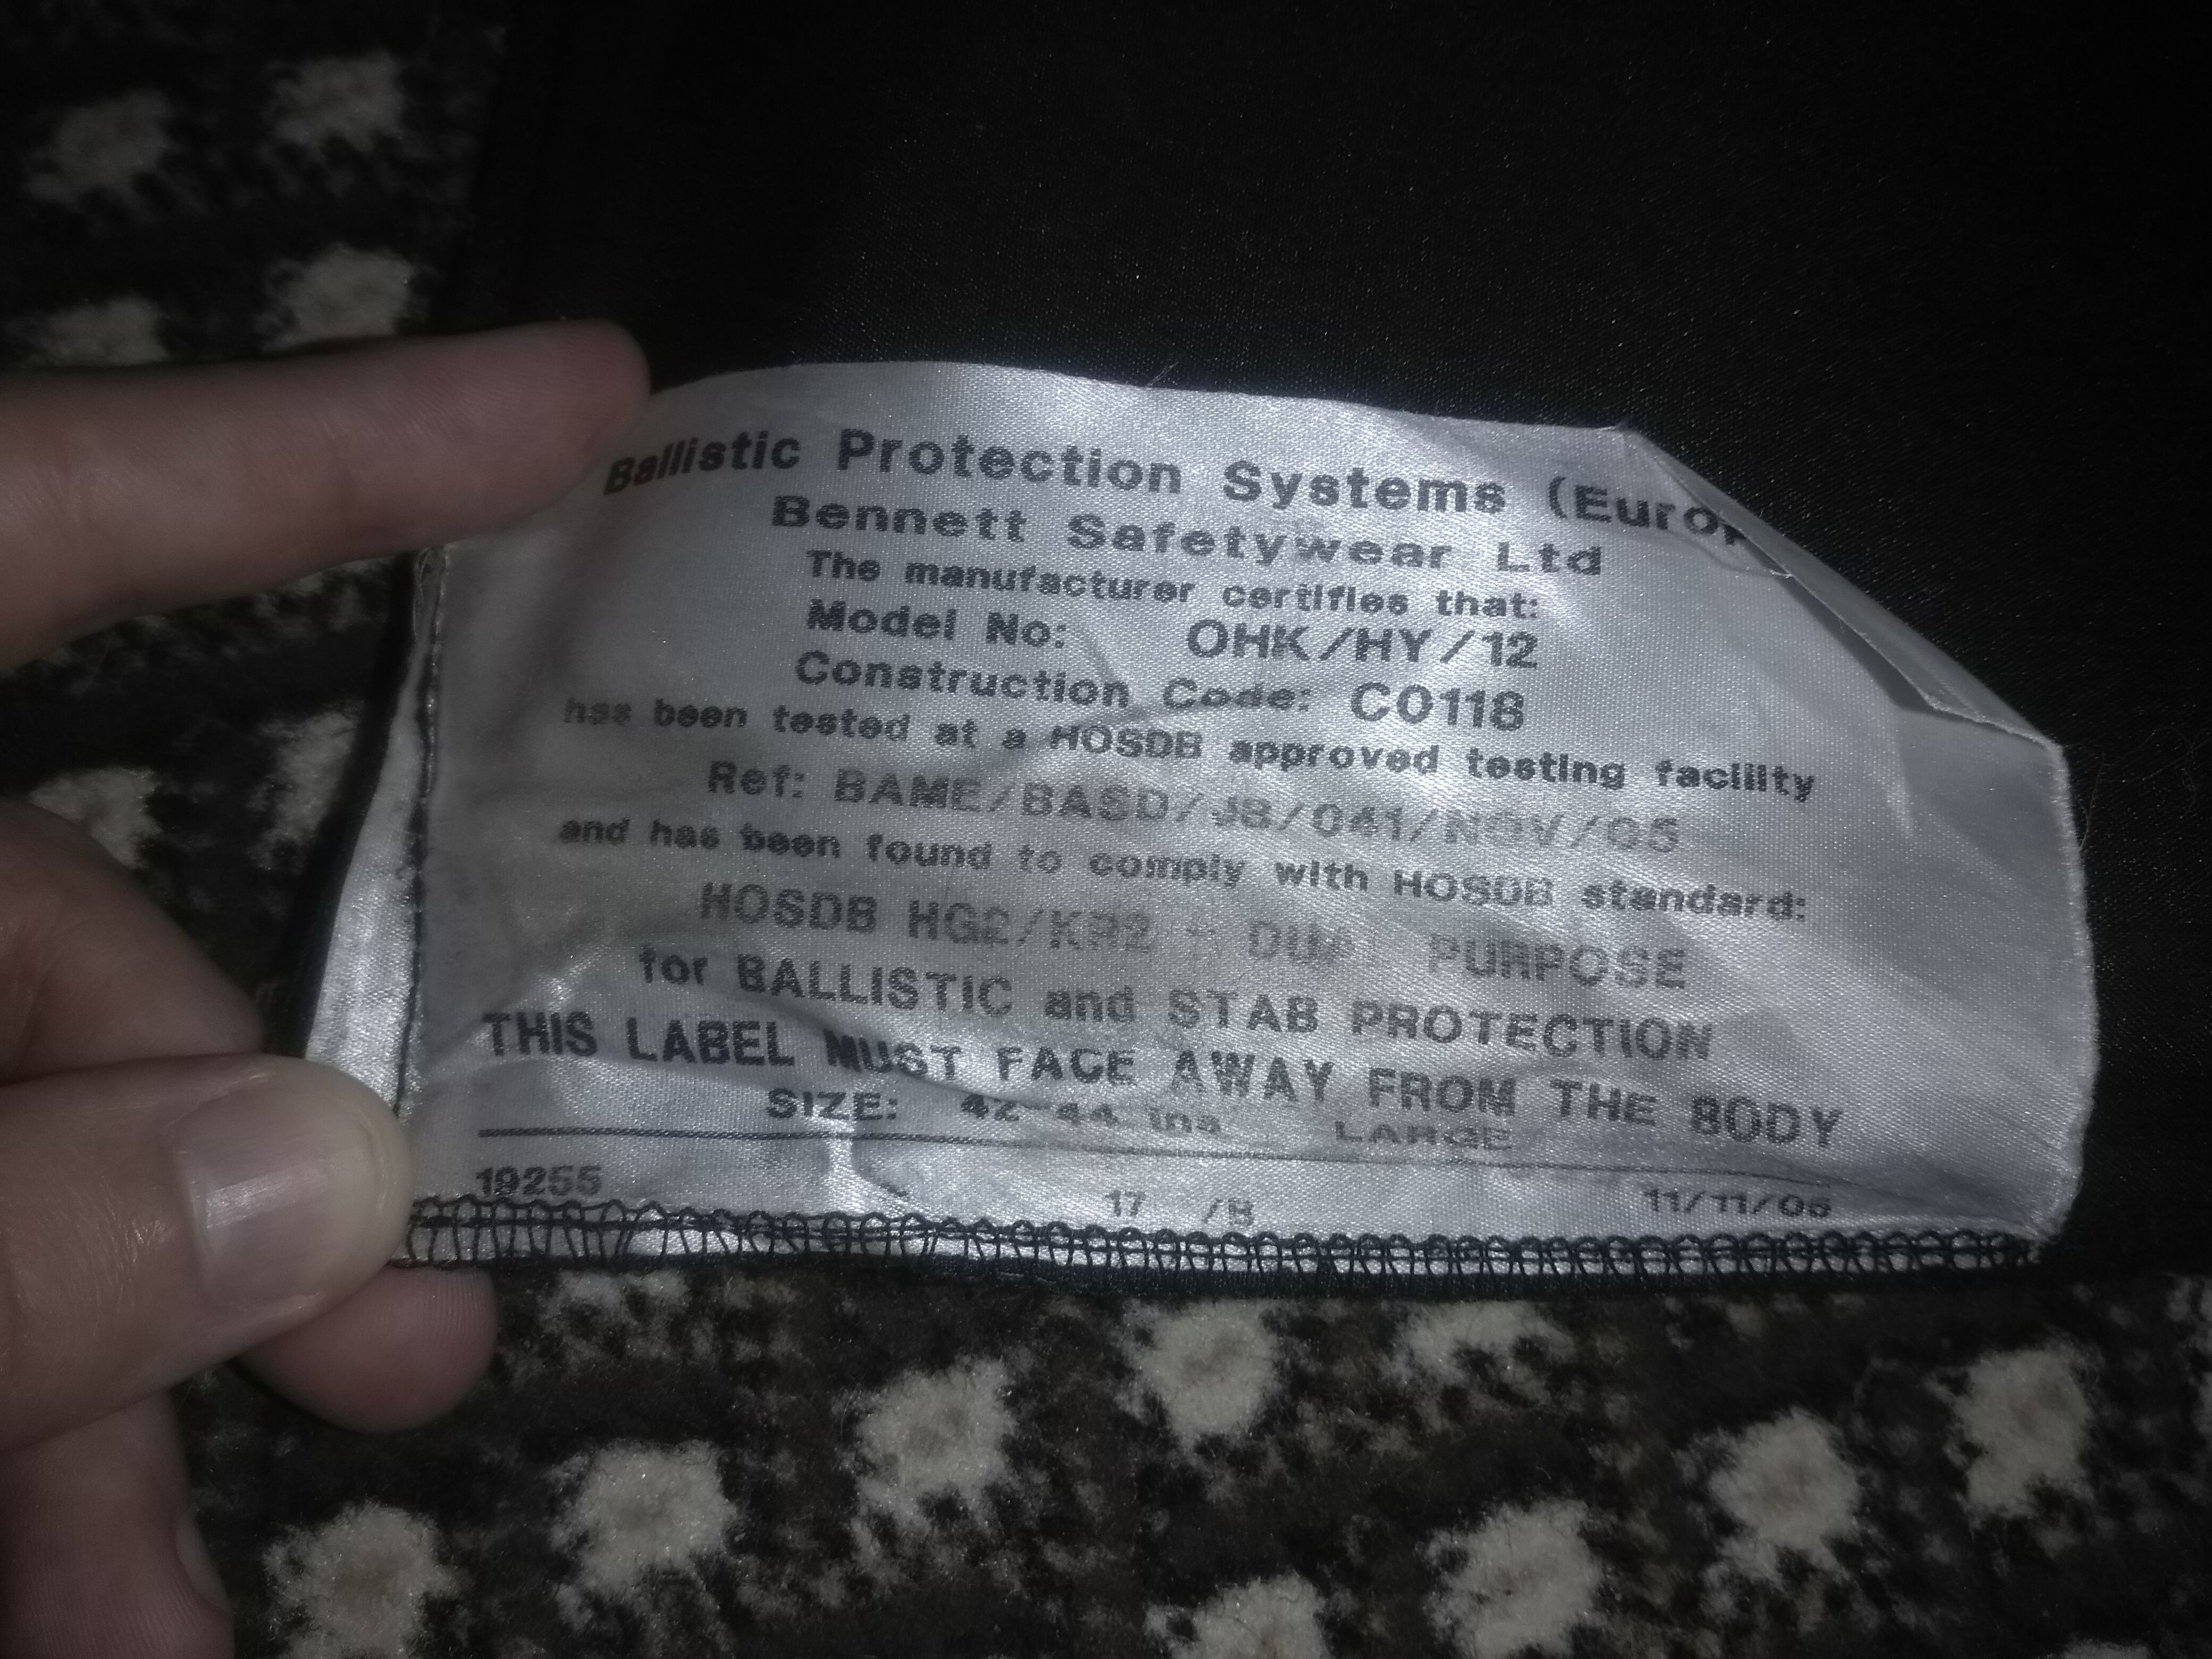 Ballistic Protection Systems (Europ
Bennett Safetywear Ltd
The manufacturer certifies that:
Model No: OHK/HY/12
Construction Code: CO118
has been tested at a HOSDB approved testing facility
Ref: BAME/BASD/JB/041/NOV/05
and has been found to comply with HOSDB standard:
HOSDB HG2/KR2 PURPOSE
for BALLISTIC and STAB PROTECTION
THIS LABEL MUST FACE AWAY FROM THE BODY
SIZE: 42-44 ins LARGE
19255 17 /B 11/11/06